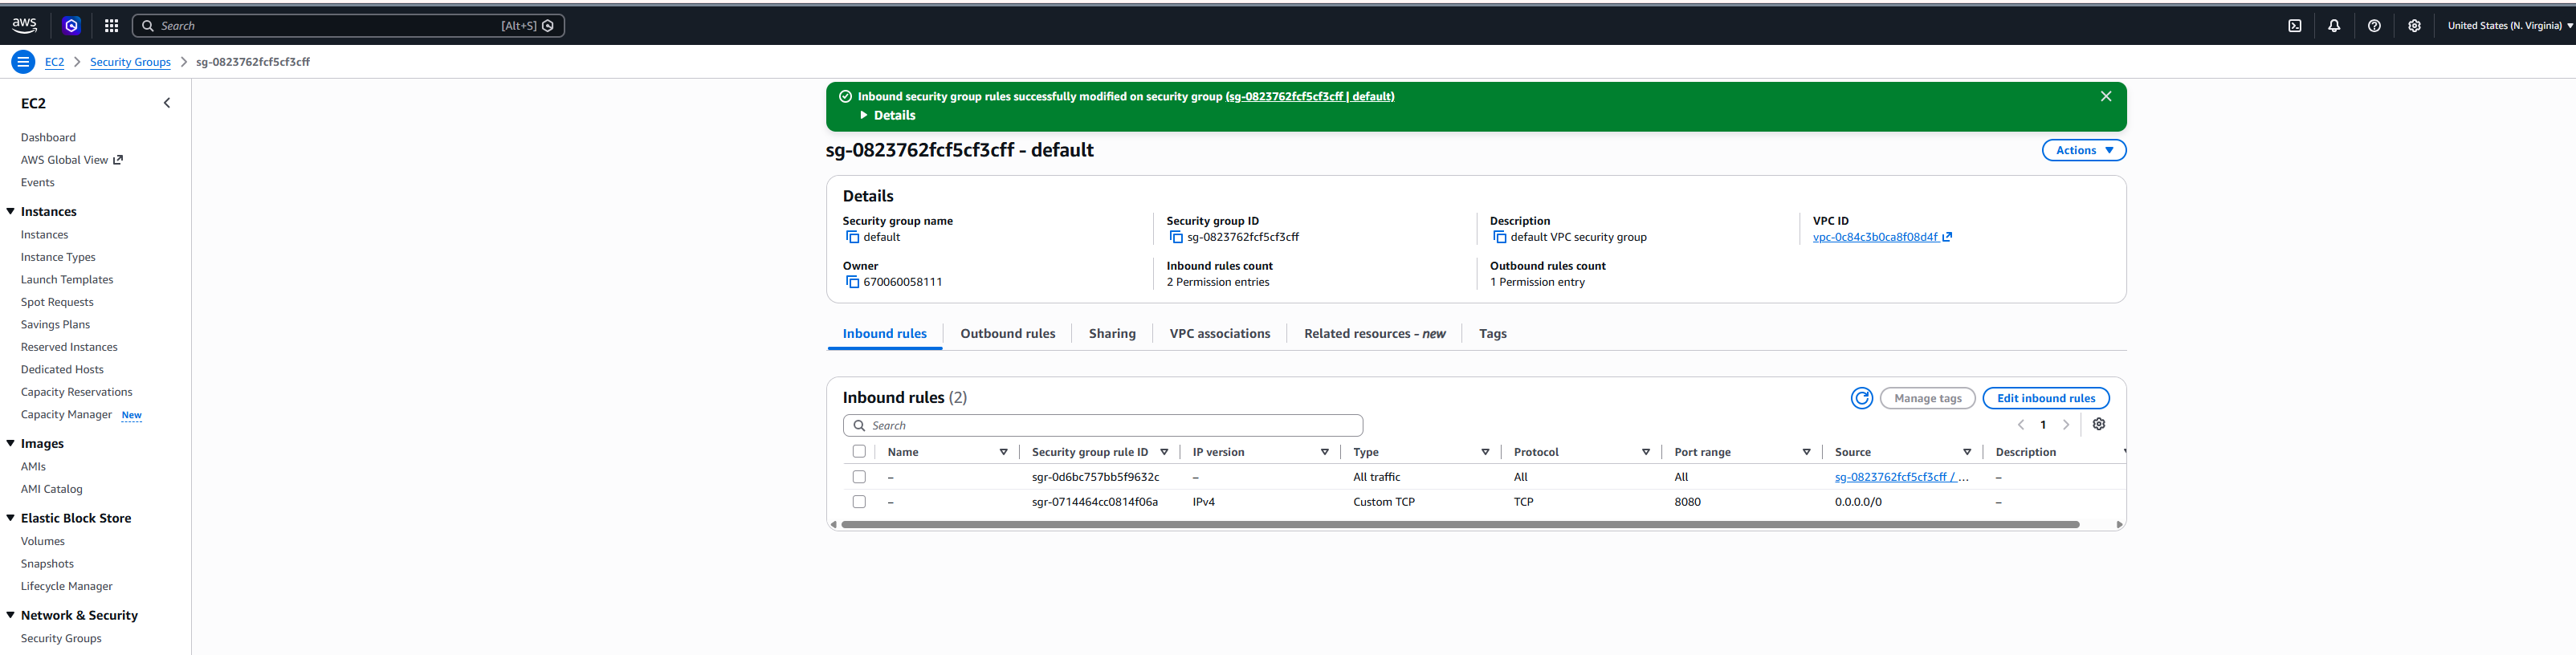 aws
Search [Alt+S]
United States (N. Virginia)
EC2 Security Groups sg-0823762fcf5cf3cff
EC2
Dashboard
AWS Global View
Events
Instances
Instances
Instance Types
Launch Templates
Spot Requests
Savings Plans
Reserved Instances
Dedicated Hosts
Capacity Reservations
Capacity Manager New
Images
AMIs
AMI Catalog
Elastic Block Store
Volumes
Snapshots
Lifecycle Manager
Network & Security
Security Groups
Inbound security group rules successfully modified on security group (sg-0823762fcf5cf3cff | default)
Details
sg-0823762fcf5cf3cff - default
Actions
Details
Security group name
default
Security group ID
sg-0823762fcf5cf3cff
Description
default VPC security group
VPC ID
vpc-0c84c3b0ca8f08d4f
Owner
670060058111
Inbound rules count
2 Permission entries
Outbound rules count
1 Permission entry
Inbound rules Outbound rules Sharing VPC associations Related resources - new Tags
Inbound rules (2)
Manage tags Edit inbound rules
Search
1
Name Security group rule ID IP version Type Protocol Port range Source Description
– sgr-0d6bc757bb5f9632c – All traffic All All sg-0823762fcf5cf3cff / ... –
– sgr-0714464cc0814f06a IPv4 Custom TCP TCP 8080 0.0.0.0/0 –